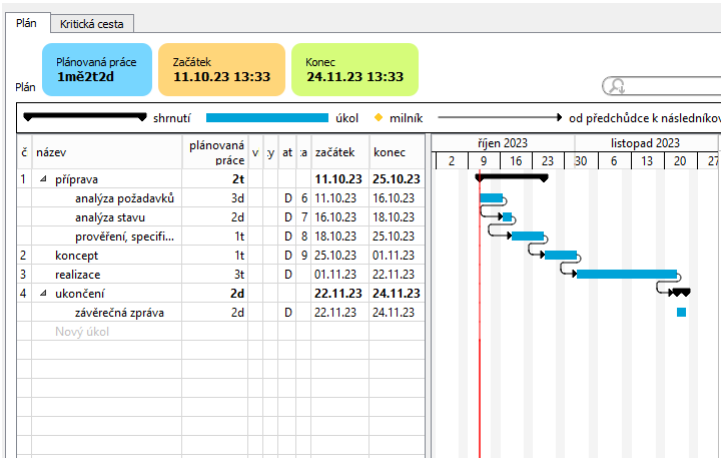 Plán Kritická cesta
Plán
Plánovaná práce
1mě2t2d
Začátek
11.10.23 13:33
Konec
24.11.23 13:33
shrnutí úkol milník od předchůdce k následníkov
č název plánovaná práce v y at :a začátek konec
říjen 2023 listopad 2023
2 9 16 23 30 6 13 20 27
1 příprava 2t 11.10.23 25.10.23
analýza požadavků 3d D 6 11.10.23 16.10.23
analýza stavu 2d D 7 16.10.23 18.10.23
prověření, specifi... 1t D 8 18.10.23 25.10.23
2 koncept 1t D 9 25.10.23 01.11.23
3 realizace 3t D 01.11.23 22.11.23
4 ukončení 2d 22.11.23 24.11.23
závěrečná zpráva 2d D 22.11.23 24.11.23
Nový úkol